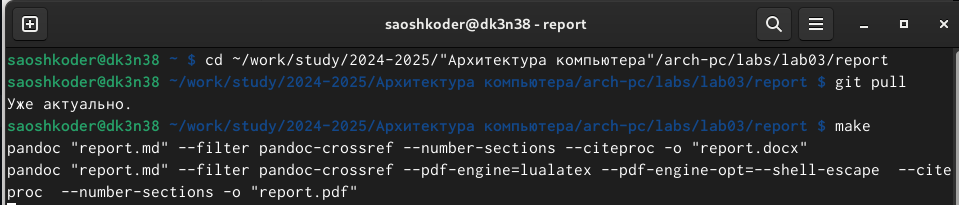 saoshkoder@dk3n38 - report
saoshkoder@dk3n38 ~ $ cd ~/work/study/2024-2025/"Архитектура компьютера"/arch-pc/labs/lab03/report
saoshkoder@dk3n38 ~/work/study/2024-2025/Архитектура компьютера/arch-pc/labs/lab03/report $ git pull
Уже актуально.
saoshkoder@dk3n38 ~/work/study/2024-2025/Архитектура компьютера/arch-pc/labs/lab03/report $ make
pandoc "report.md" --filter pandoc-crossref --number-sections --citeproc -o "report.docx"
pandoc "report.md" --filter pandoc-crossref --pdf-engine=lualatex --pdf-engine-opt=--shell-escape  --cite
proc  --number-sections -o "report.pdf"